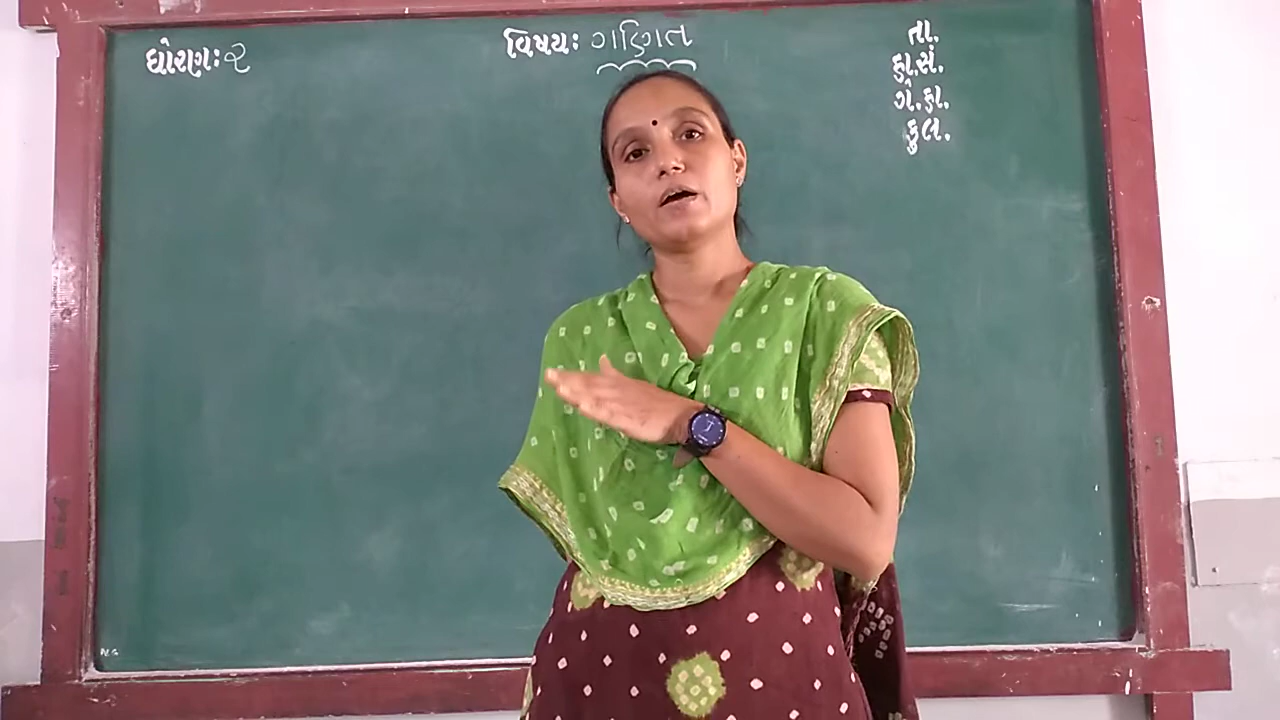 ધોરણ: ૨
વિષય: ગણિત
તા.
હા.સં.
ગે.હા.
કુલ.